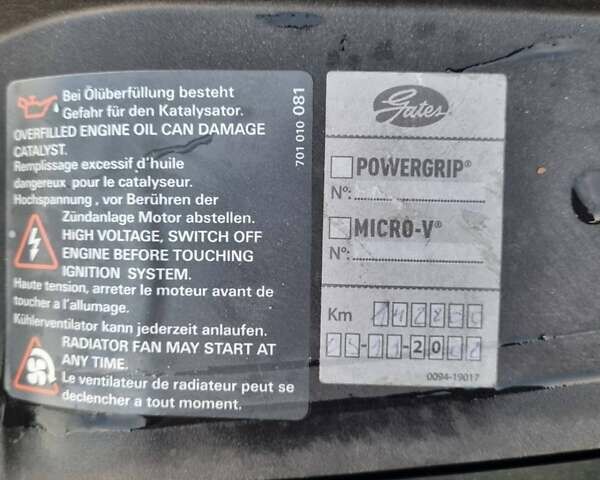 Bei Ölüberfüllung besteht
Gefahr für den Katalysator.
OVERFILLED ENGINE OIL CAN DAMAGE
CATALYST.
Remplissage excessif d'huile
dangereux pour le catalyseur.
Hochspannung, vor Berühren der
Zündanlage Motor abstellen.
HiGH VOLTAGE, SWITCH OFF
ENGINE BEFORE TOUCHING
IGNITION SYSTEM.
Haute tension, arreter le moteur avant de
toucher a l'allumage.
Kühlerventilator kann jederzeit anlaufen.
RADIATOR FAN MAY START AT
ANY TIME.
Le ventilateur de radiateur peut se
declancher a tout moment.
701 010 081
Gates
POWERGRIP®
Nº:
MICRO-V®
Nº:
Km
-20
0094-19017